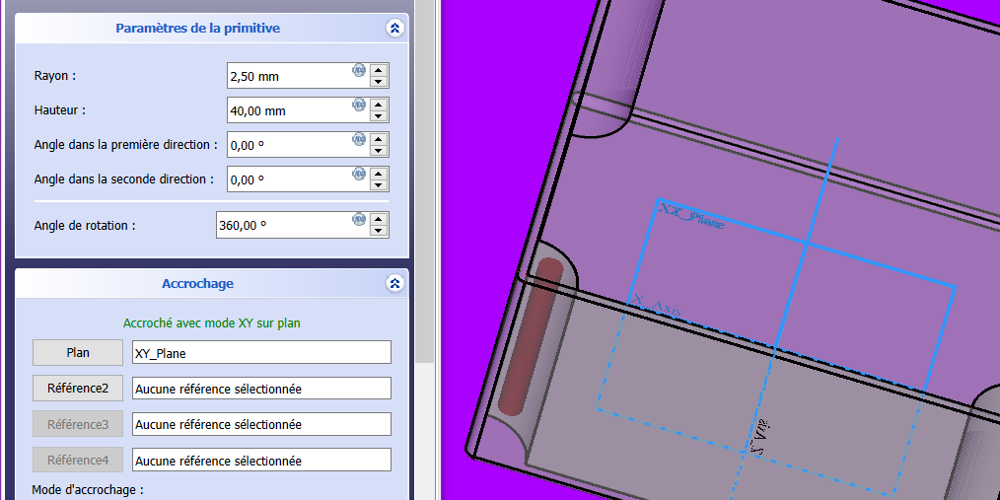 Paramètres de la primitive
Rayon : 2,50 mm
Hauteur : 40,00 mm
Angle dans la première direction : 0,00 º
Angle dans la seconde direction : 0,00 º
Angle de rotation : 360,00 º
Accrochage
Accroché avec mode XY sur plan
Plan XY_Plane
Référence2 Aucune référence sélectionnée
Référence3 Aucune référence sélectionnée
Référence4 Aucune référence sélectionnée
Mode d'accrochage :
X_Axis